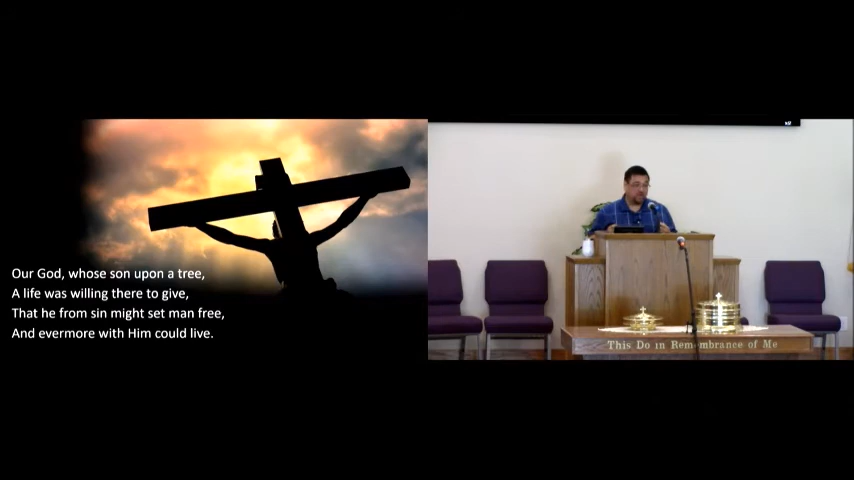 Our God, whose son upon a tree,
A life was willing there to give,
That he from sin might set man free,
And evermore with Him could live.
This Do in Remembrance of Me